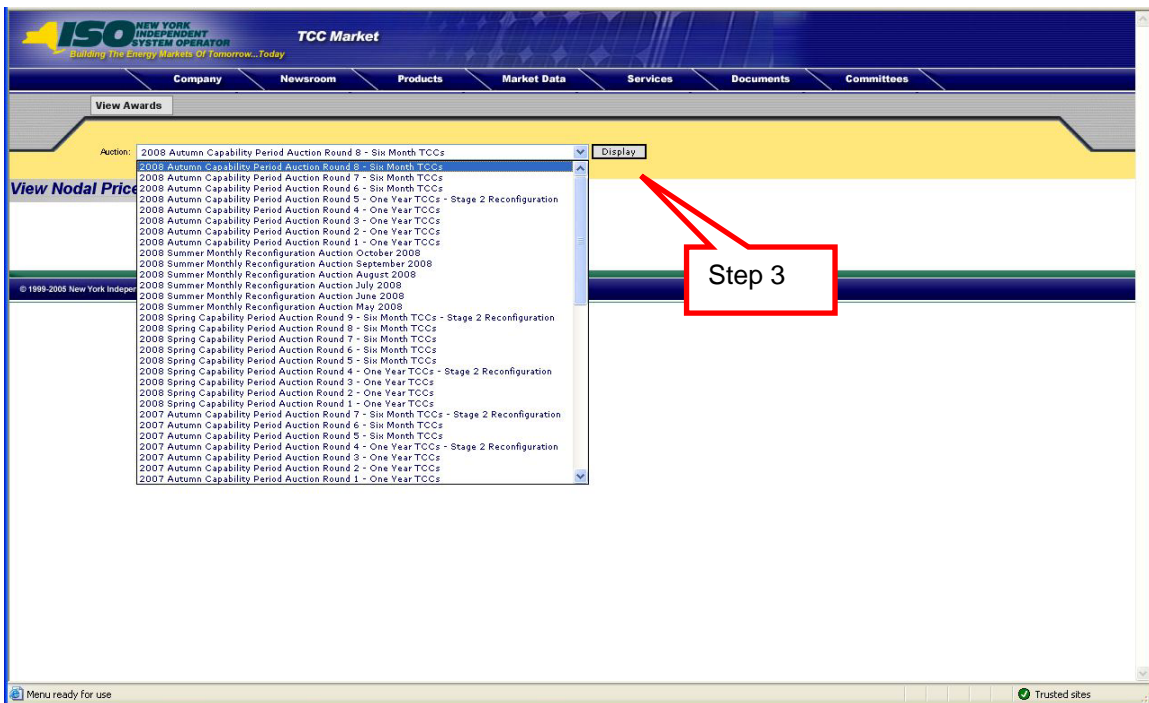 ISO NEW YORK
INDEPENDENT
SYSTEM OPERATOR
Building The Energy Markets Of Tomorrow...Today
TCC Market
Company Newsroom Products Market Data Services Documents Committees
View Awards
Auction: 2008 Autumn Capability Period Auction Round 8 - Six Month TCCs Display
2008 Autumn Capability Period Auction Round 8 - Six Month TCCs
2008 Autumn Capability Period Auction Round 7 - Six Month TCCs
2008 Autumn Capability Period Auction Round 6 - Six Month TCCs
2008 Autumn Capability Period Auction Round 5 - One Year TCCs - Stage 2 Reconfiguration
2008 Autumn Capability Period Auction Round 4 - One Year TCCs
2008 Autumn Capability Period Auction Round 3 - One Year TCCs
2008 Autumn Capability Period Auction Round 2 - One Year TCCs
2008 Autumn Capability Period Auction Round 1 - One Year TCCs
2008 Summer Monthly Reconfiguration Auction October 2008
2008 Summer Monthly Reconfiguration Auction September 2008
2008 Summer Monthly Reconfiguration Auction August 2008
2008 Summer Monthly Reconfiguration Auction July 2008
2008 Summer Monthly Reconfiguration Auction June 2008
2008 Summer Monthly Reconfiguration Auction May 2008
2008 Spring Capability Period Auction Round 9 - Six Month TCCs - Stage 2 Reconfiguration
2008 Spring Capability Period Auction Round 8 - Six Month TCCs
2008 Spring Capability Period Auction Round 7 - Six Month TCCs
2008 Spring Capability Period Auction Round 6 - Six Month TCCs
2008 Spring Capability Period Auction Round 5 - Six Month TCCs
2008 Spring Capability Period Auction Round 4 - One Year TCCs - Stage 2 Reconfiguration
2008 Spring Capability Period Auction Round 3 - One Year TCCs
2008 Spring Capability Period Auction Round 2 - One Year TCCs
2008 Spring Capability Period Auction Round 1 - One Year TCCs
2007 Autumn Capability Period Auction Round 7 - Six Month TCCs - Stage 2 Reconfiguration
2007 Autumn Capability Period Auction Round 6 - Six Month TCCs
2007 Autumn Capability Period Auction Round 5 - Six Month TCCs
2007 Autumn Capability Period Auction Round 4 - One Year TCCs - Stage 2 Reconfiguration
2007 Autumn Capability Period Auction Round 3 - One Year TCCs
2007 Autumn Capability Period Auction Round 2 - One Year TCCs
2007 Autumn Capability Period Auction Round 1 - One Year TCCs
View Nodal Price
Step 3
© 1999-2005 New York Indeper
Menu ready for use
Trusted sites